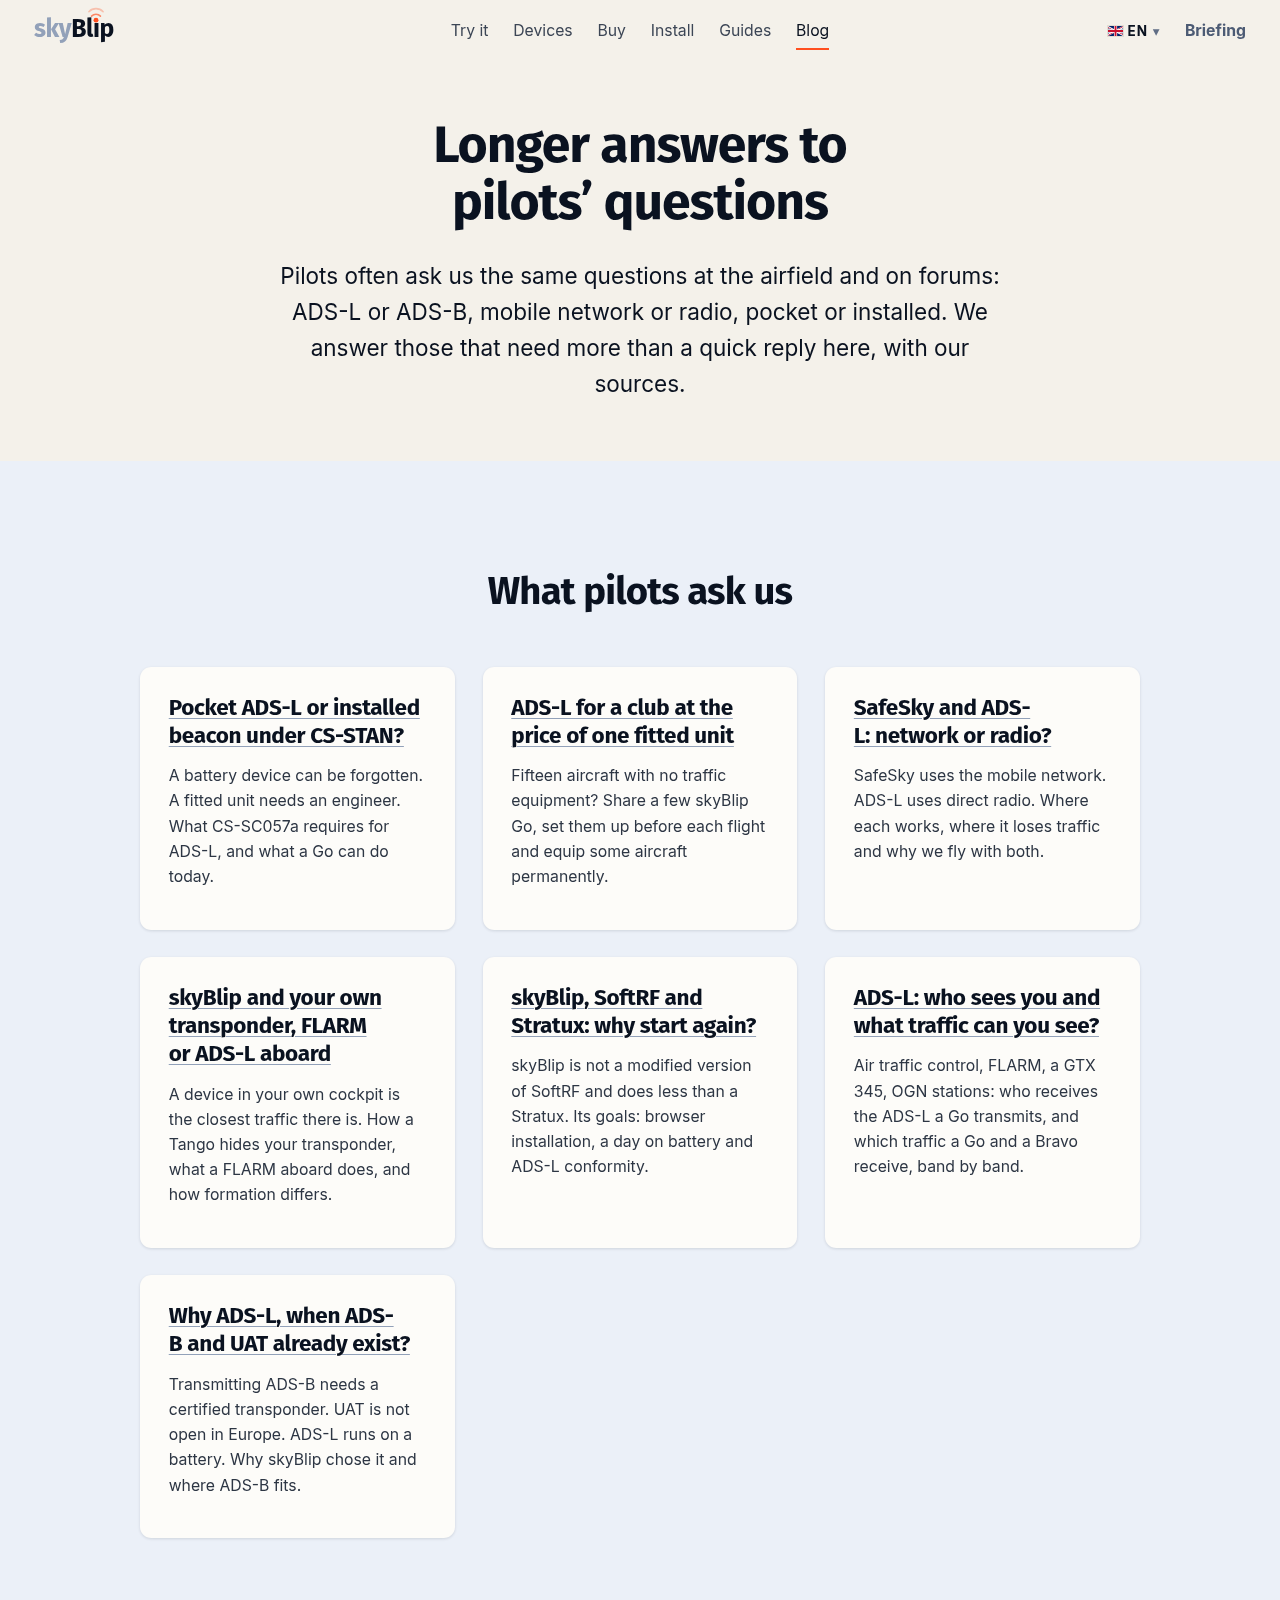 skyBlip
Try it Devices Buy Install Guides Blog
EN ▾ Briefing
Longer answers to
pilots’ questions
Pilots often ask us the same questions at the airfield and on forums:
ADS-L or ADS-B, mobile network or radio, pocket or installed. We
answer those that need more than a quick reply here, with our
sources.
What pilots ask us
Pocket ADS-L or installed
beacon under CS-STAN?
A battery device can be forgotten.
A fitted unit needs an engineer.
What CS-SC057a requires for
ADS-L, and what a Go can do
today.
ADS-L for a club at the
price of one fitted unit
Fifteen aircraft with no traffic
equipment? Share a few skyBlip
Go, set them up before each flight
and equip some aircraft
permanently.
SafeSky and ADS-
L: network or radio?
SafeSky uses the mobile network.
ADS-L uses direct radio. Where
each works, where it loses traffic
and why we fly with both.
skyBlip and your own
transponder, FLARM
or ADS-L aboard
A device in your own cockpit is
the closest traffic there is. How a
Tango hides your transponder,
what a FLARM aboard does, and
how formation differs.
skyBlip, SoftRF and
Stratux: why start again?
skyBlip is not a modified version
of SoftRF and does less than a
Stratux. Its goals: browser
installation, a day on battery and
ADS-L conformity.
ADS-L: who sees you and
what traffic can you see?
Air traffic control, FLARM, a GTX
345, OGN stations: who receives
the ADS-L a Go transmits, and
which traffic a Go and a Bravo
receive, band by band.
Why ADS-L, when ADS-
B and UAT already exist?
Transmitting ADS-B needs a
certified transponder. UAT is not
open in Europe. ADS-L runs on a
battery. Why skyBlip chose it and
where ADS-B fits.